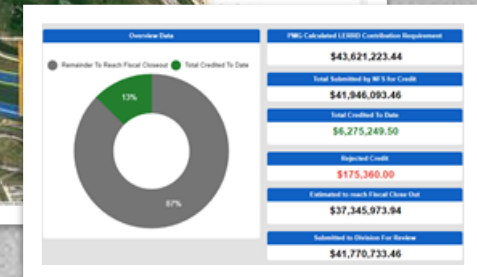 Overview Data
Remainder To Reach Fiscal Closeout
Total Credited To Date
13%
87%
PMG Calculated LERRD Contribution Requirement
$43,621,223.44
Total Submitted by NFS for Credit
$41,946,093.46
Total Credited To Date
$6,275,249.50
Rejected Credit
$175,360.00
Estimated to reach Fiscal Close Out
$37,345,973.94
Submitted to Division For Review
$41,770,733.46